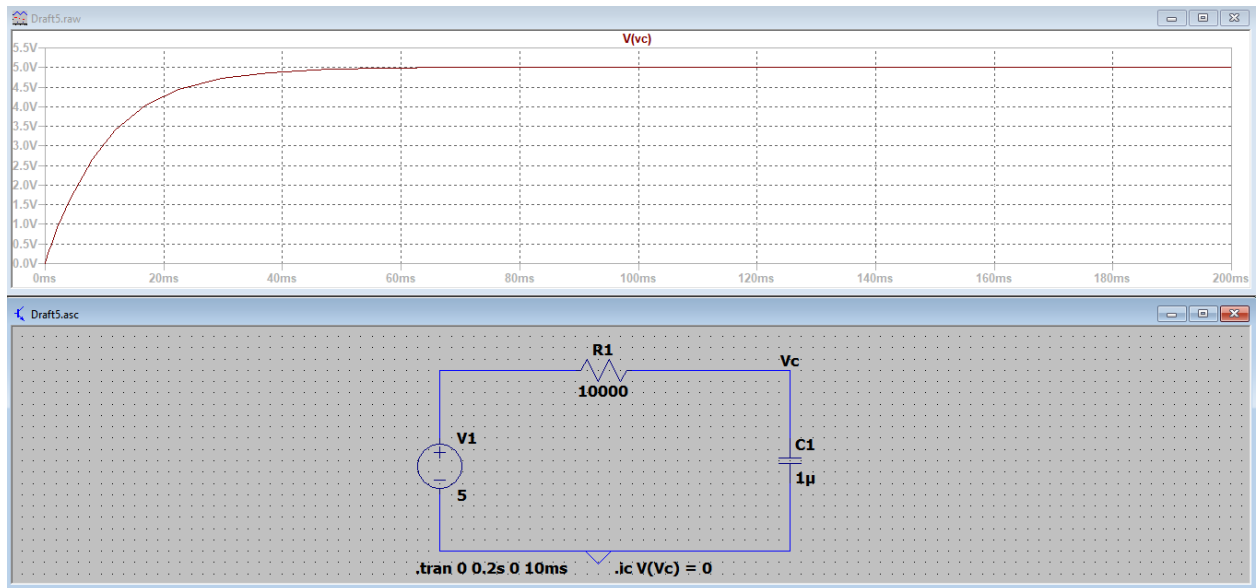 Draft5.raw
V(vc)
5.5V
5.0V
4.5V
4.0V
3.5V
3.0V
2.5V
2.0V
1.5V
1.0V
0.5V
0.0V
0ms 20ms 40ms 60ms 80ms 100ms 120ms 140ms 160ms 180ms 200ms
Draft5.asc
R1
10000
Vc
V1
5
C1
1µ
.tran 0 0.2s 0 10ms
.ic V(Vc) = 0